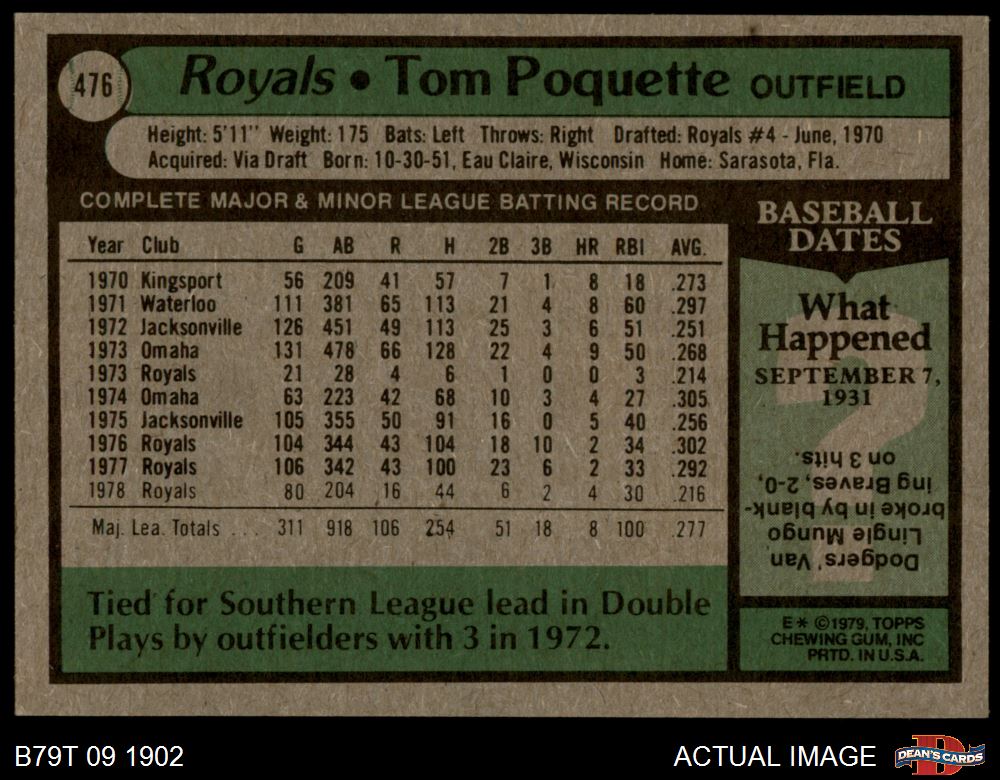 476
Royals • Tom Poquette OUTFIELD
Height: 5'11" Weight: 175 Bats: Left Throws: Right Drafted: Royals #4 - June, 1970
Acquired: Via Draft Born: 10-30-51, Eau Claire, Wisconsin Home: Sarasota, Fla.
COMPLETE MAJOR & MINOR LEAGUE BATTING RECORD
Year Club G AB R H 2B 3B HR RBI AVG.
1970 Kingsport 56 209 41 57 7 1 8 18 .273
1971 Waterloo 111 381 65 113 21 4 8 60 .297
1972 Jacksonville 126 451 49 113 25 3 6 51 .251
1973 Omaha 131 478 66 128 22 4 9 50 .268
1973 Royals 21 28 4 6 1 0 0 3 .214
1974 Omaha 63 223 42 68 10 3 4 27 .305
1975 Jacksonville 105 355 50 91 16 0 5 40 .256
1976 Royals 104 344 43 104 18 10 2 34 .302
1977 Royals 106 342 43 100 23 6 2 33 .292
1978 Royals 80 204 16 44 6 2 4 30 .216
Maj. Lea. Totals . . . 311 918 106 254 51 18 8 100 .277
Tied for Southern League lead in Double
Plays by outfielders with 3 in 1972.
BASEBALL
DATES
What
Happened
SEPTEMBER 7,
1931
Dodgers' Van
Lingle Mungo
broke in by blank-
ing Braves, 2-0,
on 3 hits.
E * ©1979, TOPPS
CHEWING GUM, INC
PRTD. IN U.S.A.
B79T 09 1902
ACTUAL IMAGE
D
DEAN'S CARDS